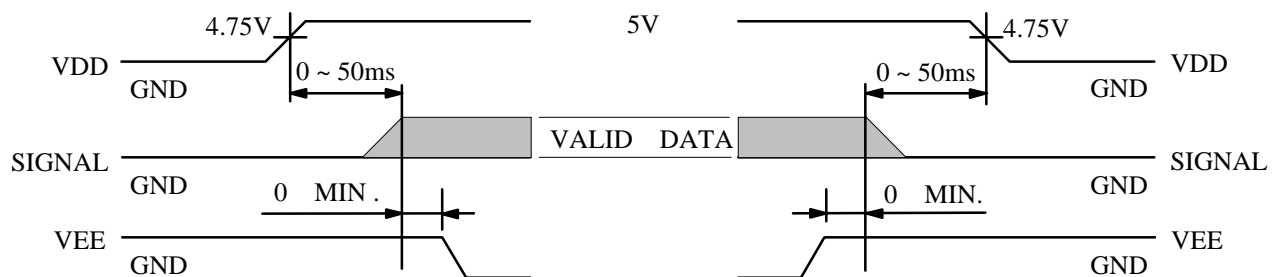 4.75V 5V 4.75V
VDD GND 0 ~ 50ms 0 ~ 50ms GND VDD
VALID DATA
SIGNAL GND GND SIGNAL
0 MIN . 0 MIN.
VEE GND GND VEE